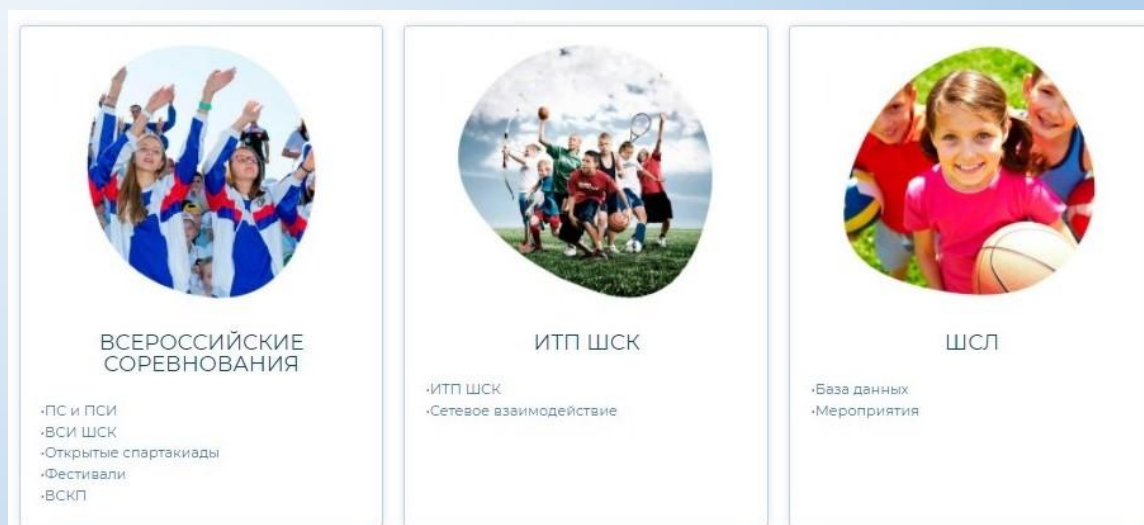 ВСЕРОССИЙСКИЕ
СОРЕВНОВАНИЯ
•ПС и ПСИ
•ВСИ ШСК
•Открытые спартакиады
•Фестивали
•ВСКП
ИТП ШСК
•ИТП ШСК
•Сетевое взаимодействие
ШСЛ
•База данных
•Мероприятия